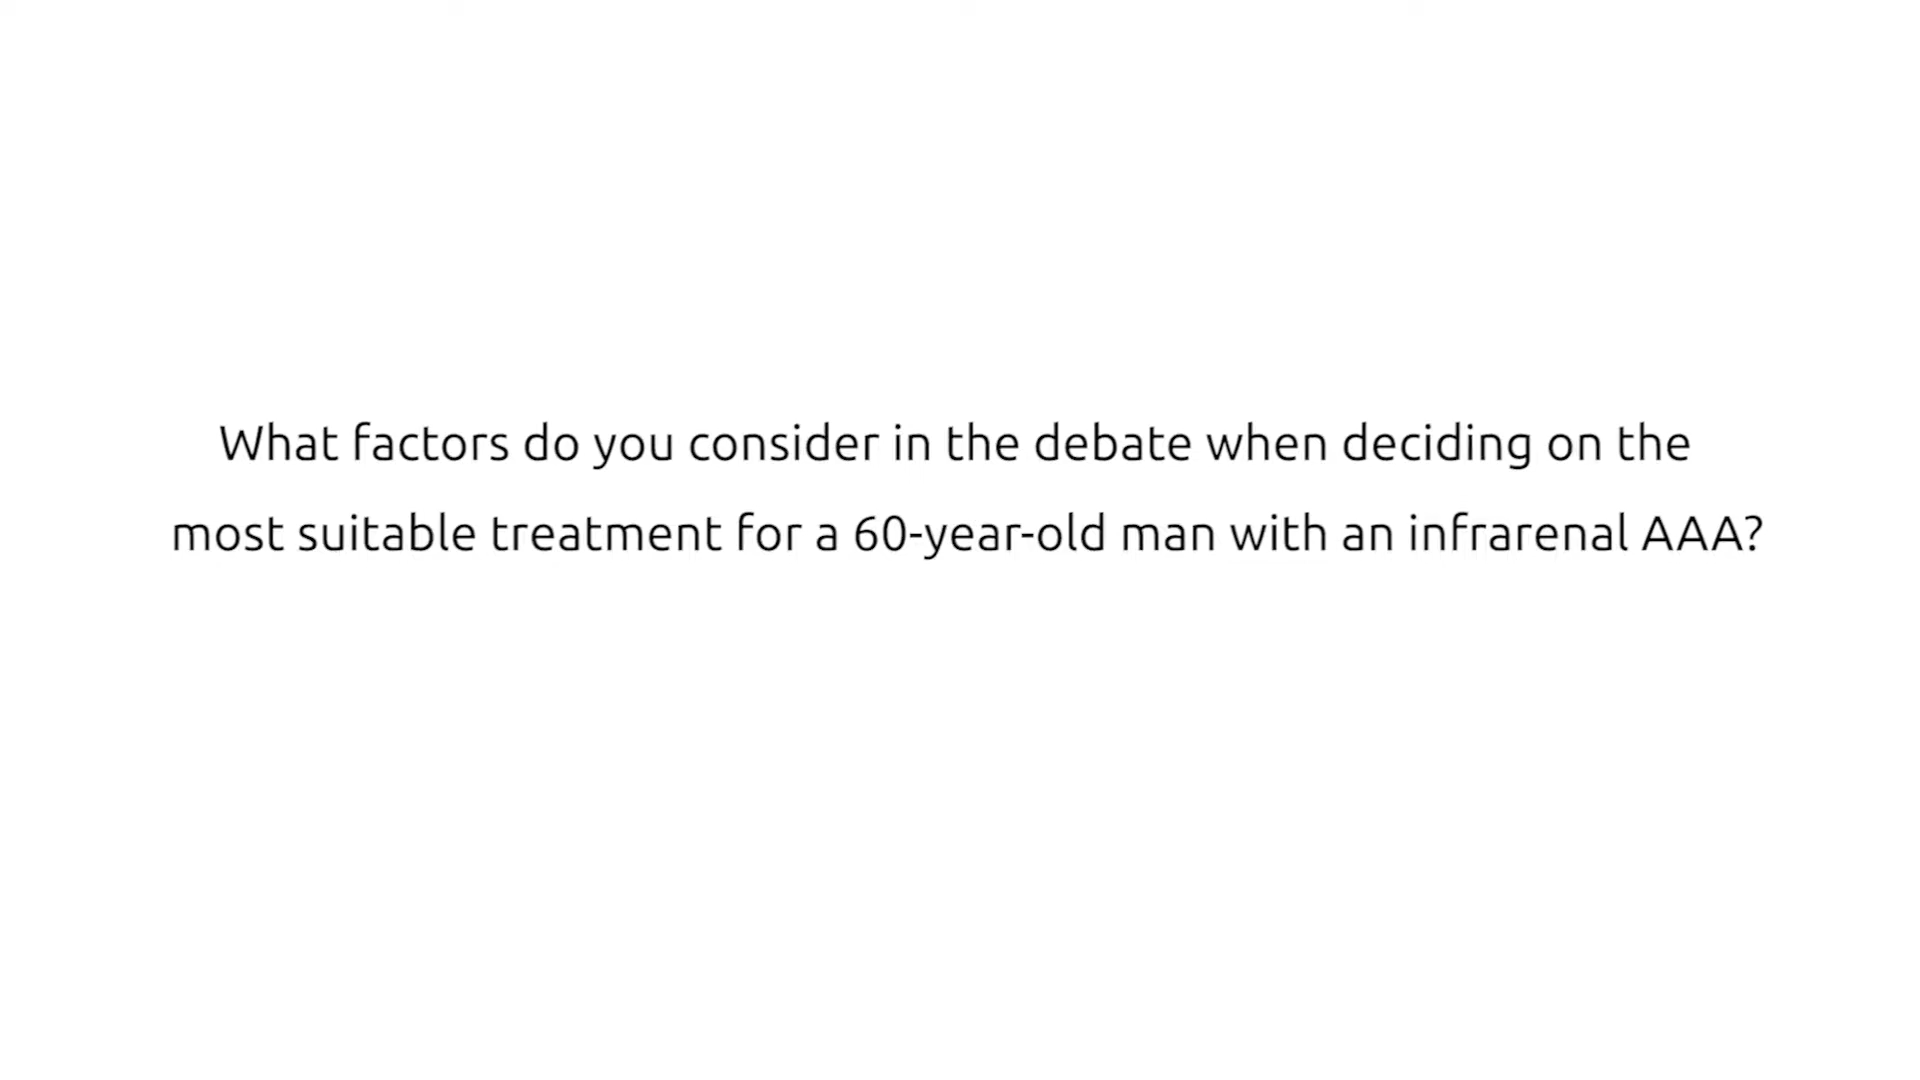 What factors do you consider in the debate when deciding on the
most suitable treatment for a 60-year-old man with an infrarenal AAA?